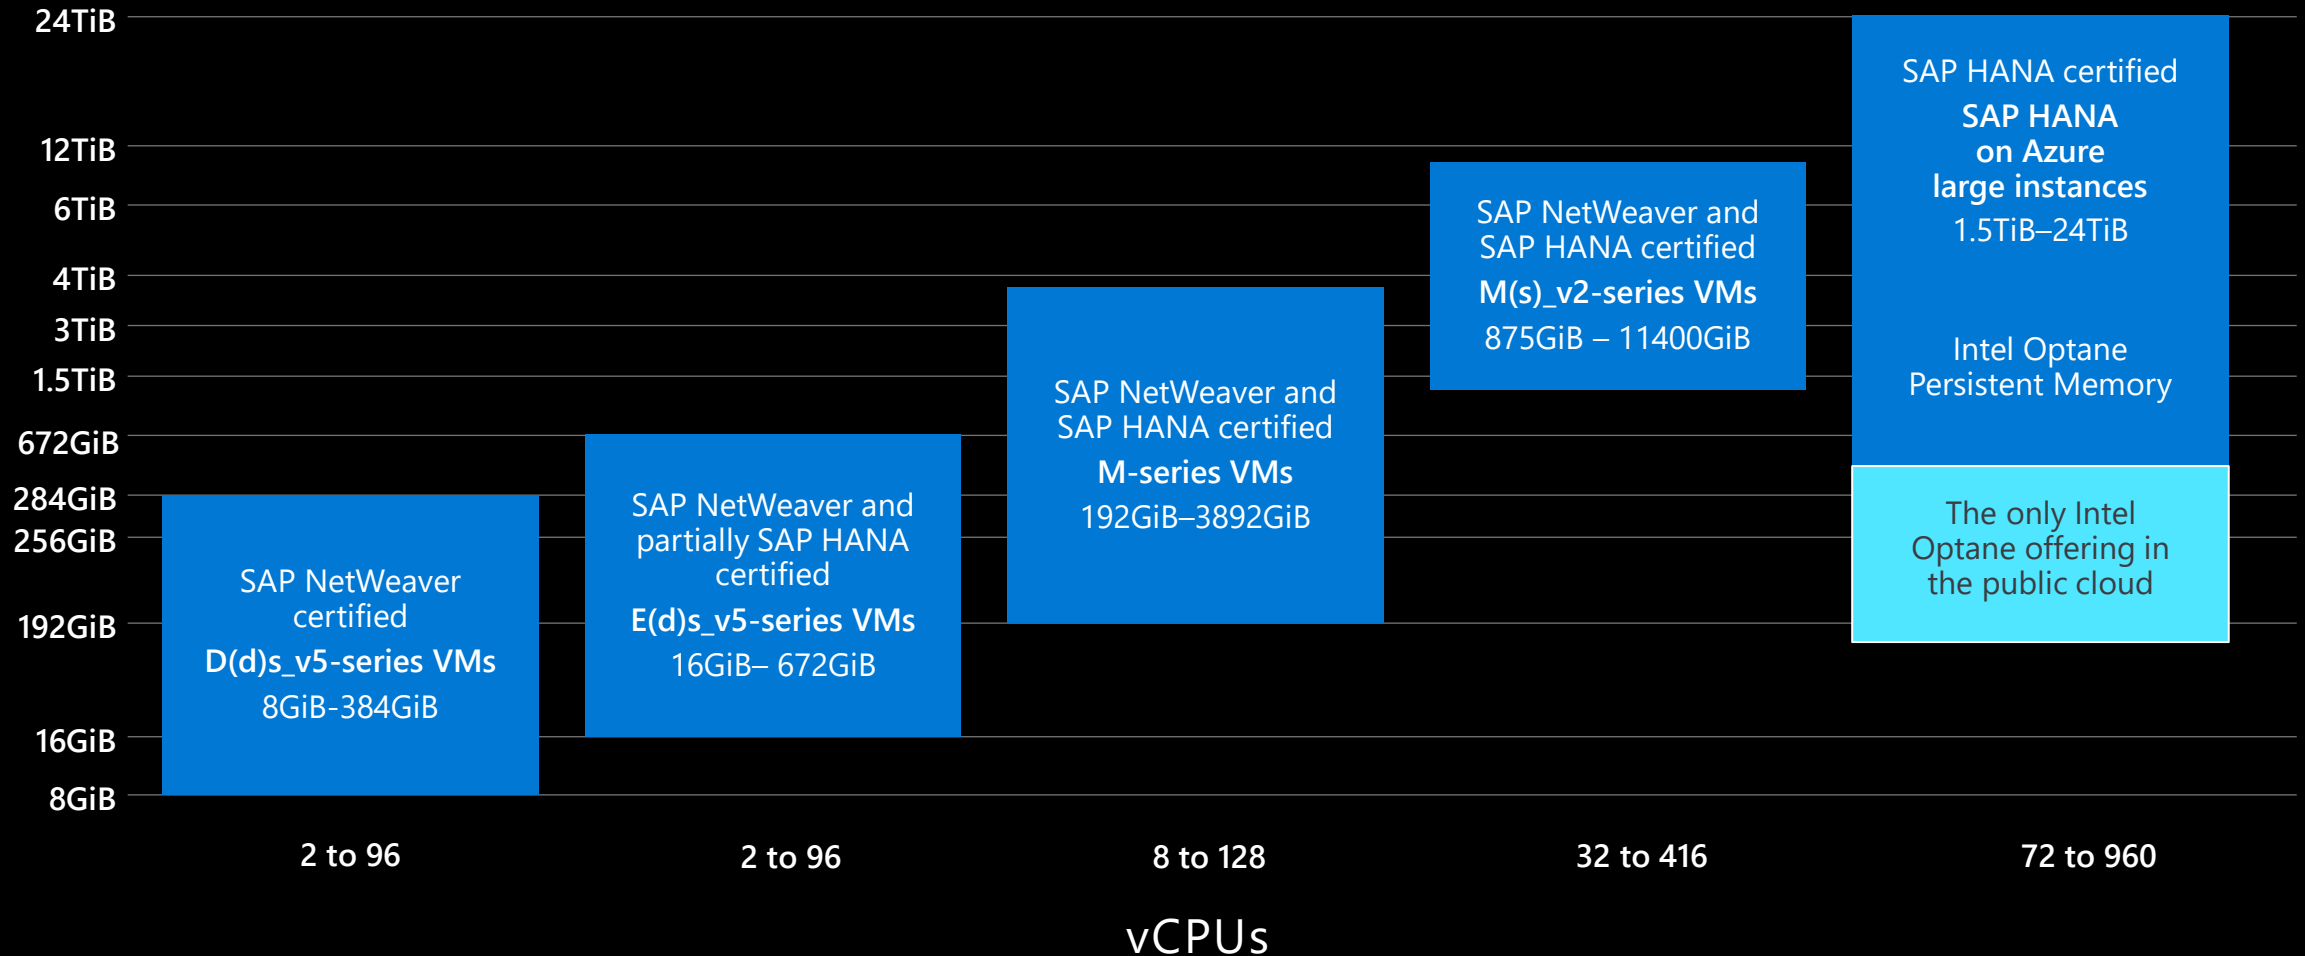 24TiB
12TiB
6TiB
4TiB
3TiB
1.5TiB
672GiB
284GiB
256GiB
192GiB
16GiB
8GiB
SAP NetWeaver
certified
D(d)s_v5-series VMs
8GiB-384GiB
SAP NetWeaver and
partially SAP HANA
certified
E(d)s_v5-series VMs
16GiB– 672GiB
SAP NetWeaver and
SAP HANA certified
M-series VMs
192GiB–3892GiB
SAP NetWeaver and
SAP HANA certified
M(s)_v2-series VMs
875GiB – 11400GiB
SAP HANA certified
SAP HANA
on Azure
large instances
1.5TiB–24TiB
Intel Optane
Persistent Memory
The only Intel
Optane offering in
the public cloud
2 to 96
2 to 96
8 to 128
32 to 416
72 to 960
vCPUs